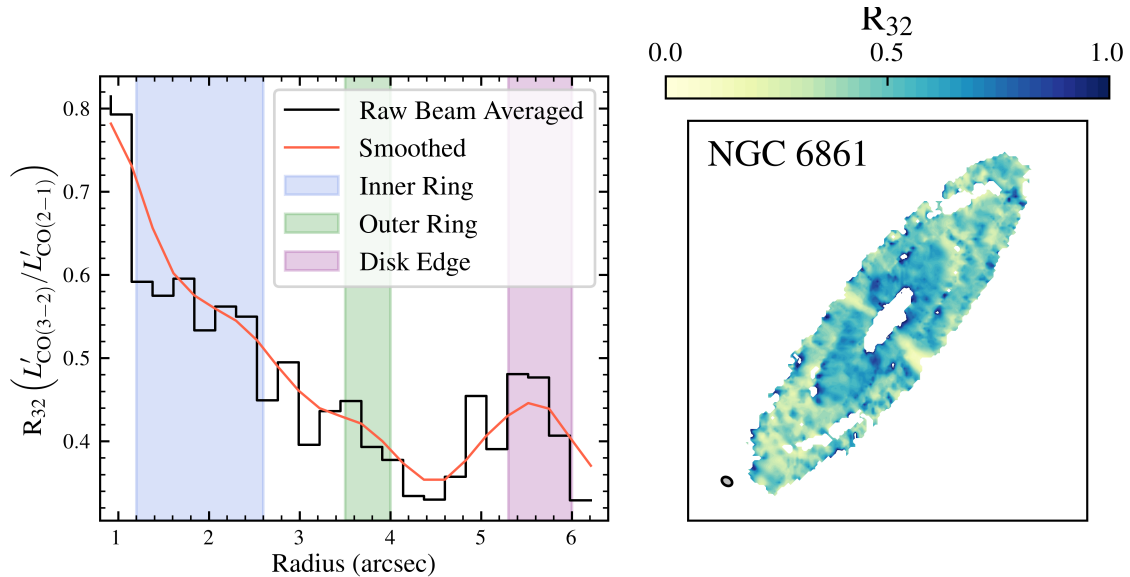 R32
0.0 0.5 1.0
NGC 6861
0.8
0.7
0.6
0.5
0.4
R32 (L′CO(3−2)/L′CO(2−1))
Raw Beam Averaged
Smoothed
Inner Ring
Outer Ring
Disk Edge
1 2 3 4 5 6
Radius (arcsec)